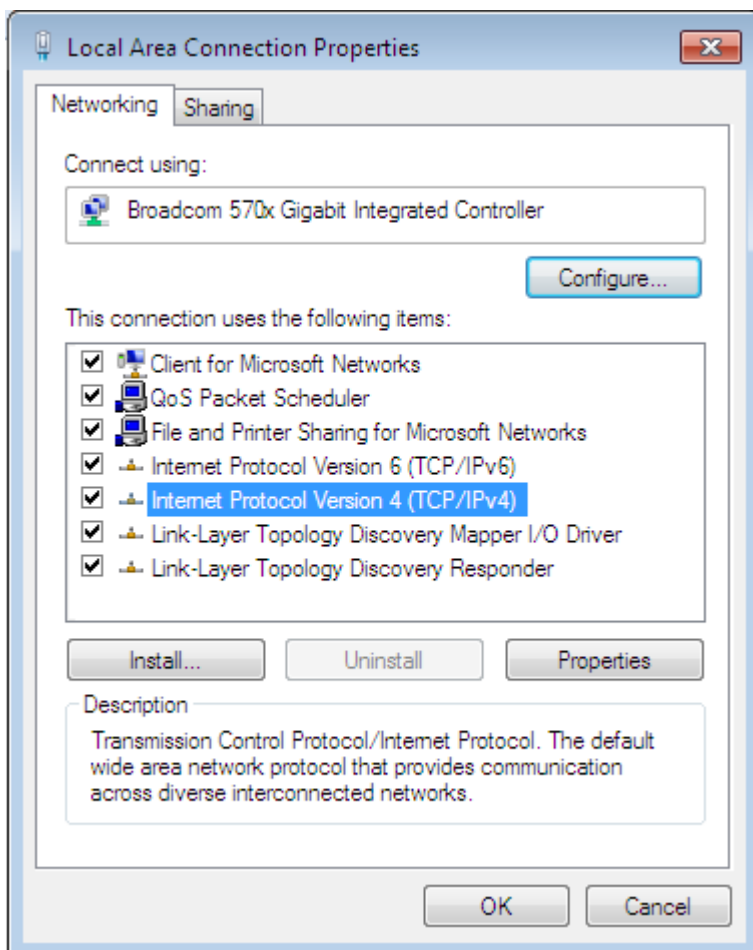 Local Area Connection Properties
Networking
Sharing
Connect using:
Broadcom 570x Gigabit Integrated Controller
Configure...
This connection uses the following items:
Client for Microsoft Networks
QoS Packet Scheduler
File and Printer Sharing for Microsoft Networks
Internet Protocol Version 6 (TCP/IPv6)
Internet Protocol Version 4 (TCP/IPv4)
Link-Layer Topology Discovery Mapper I/O Driver
Link-Layer Topology Discovery Responder
Install...
Uninstall
Properties
Description
Transmission Control Protocol/Internet Protocol. The default
wide area network protocol that provides communication
across diverse interconnected networks.
OK
Cancel